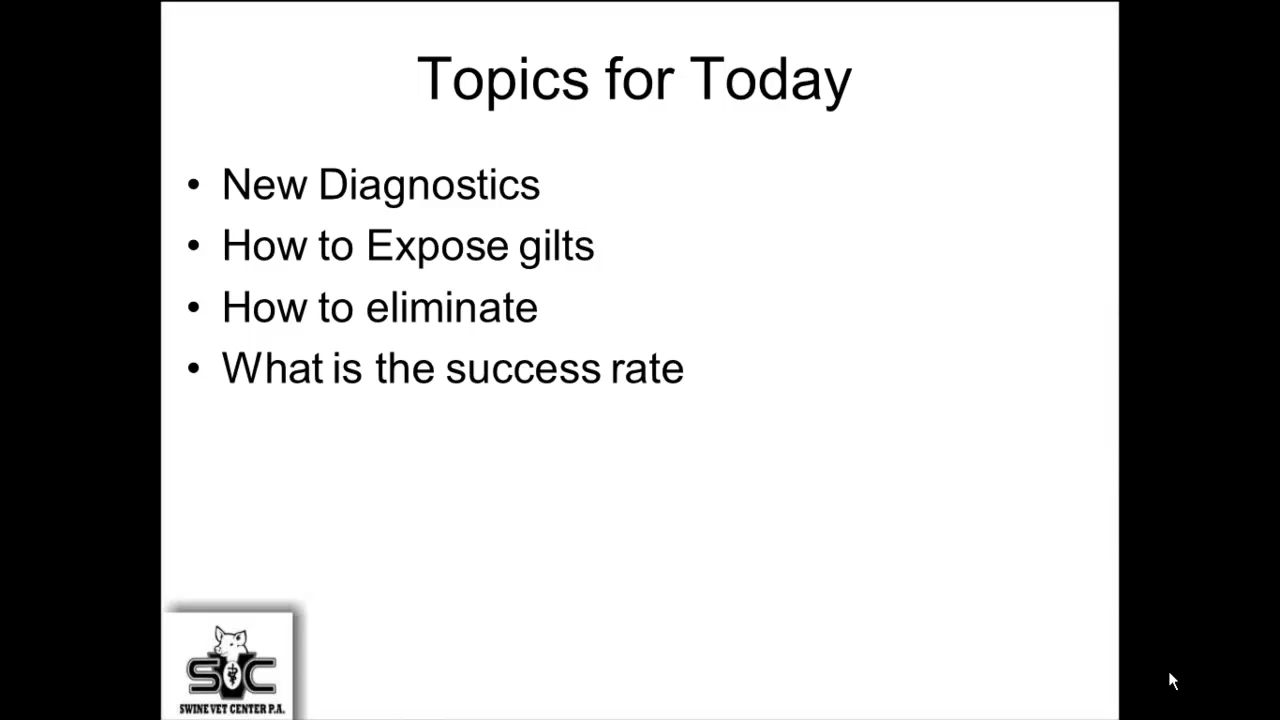 Topics for Today
• New Diagnostics
• How to Expose gilts
• How to eliminate
• What is the success rate
SVC
SWINE VET CENTER P.A.